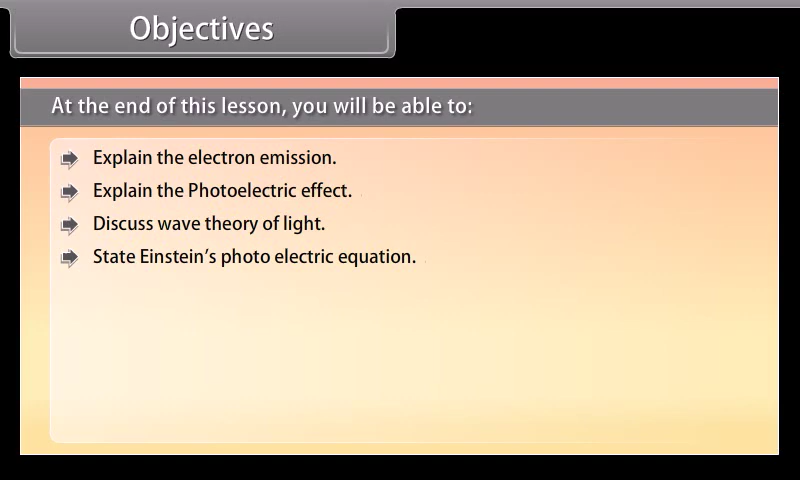 Objectives
At the end of this lesson, you will be able to:
Explain the electron emission.
Explain the Photoelectric effect.
Discuss wave theory of light.
State Einstein's photo electric equation.